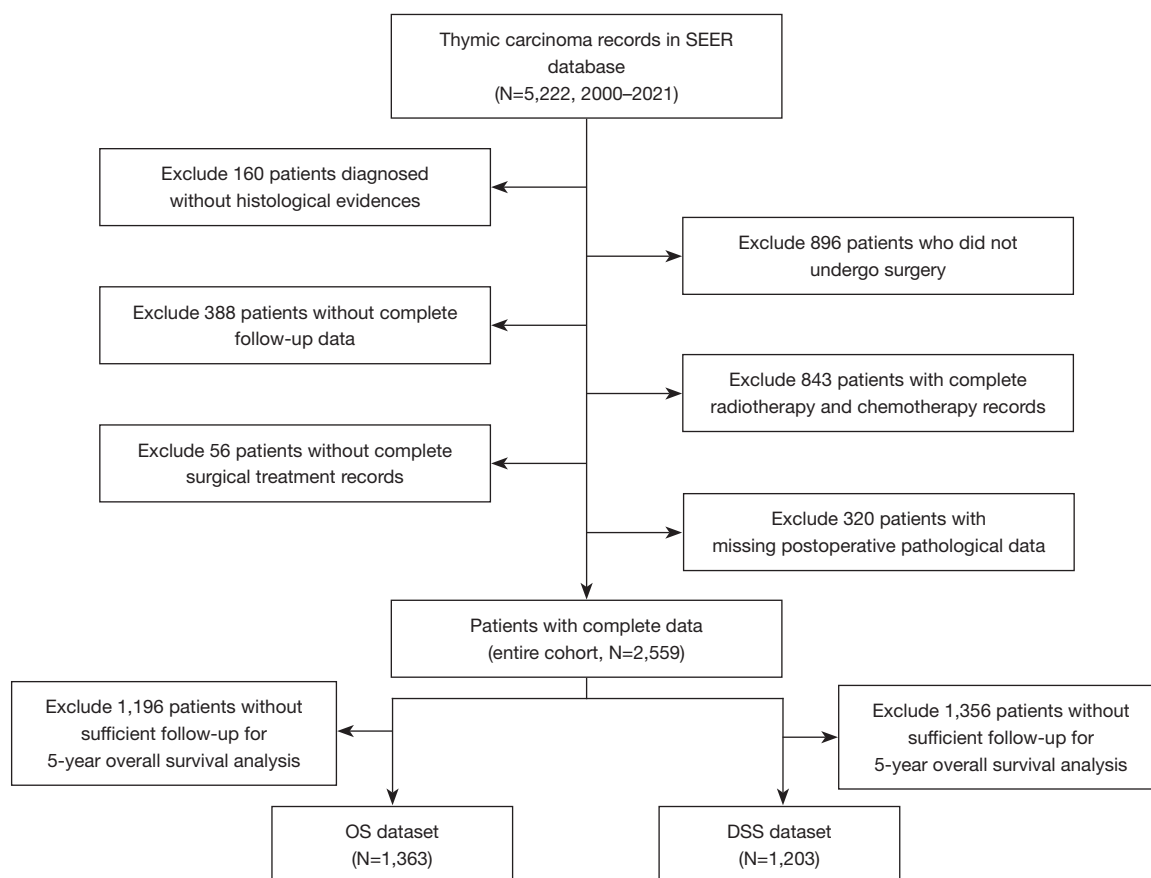 Thymic carcinoma records in SEER
database
(N=5,222, 2000–2021)
Exclude 160 patients diagnosed
without histological evidences
Exclude 896 patients who did not
undergo surgery
Exclude 388 patients without complete
follow-up data
Exclude 843 patients with complete
radiotherapy and chemotherapy records
Exclude 56 patients without complete
surgical treatment records
Exclude 320 patients with
missing postoperative pathological data
Patients with complete data
(entire cohort, N=2,559)
Exclude 1,196 patients without
sufficient follow-up for
5-year overall survival analysis
Exclude 1,356 patients without
sufficient follow-up for
5-year overall survival analysis
OS dataset
(N=1,363)
DSS dataset
(N=1,203)